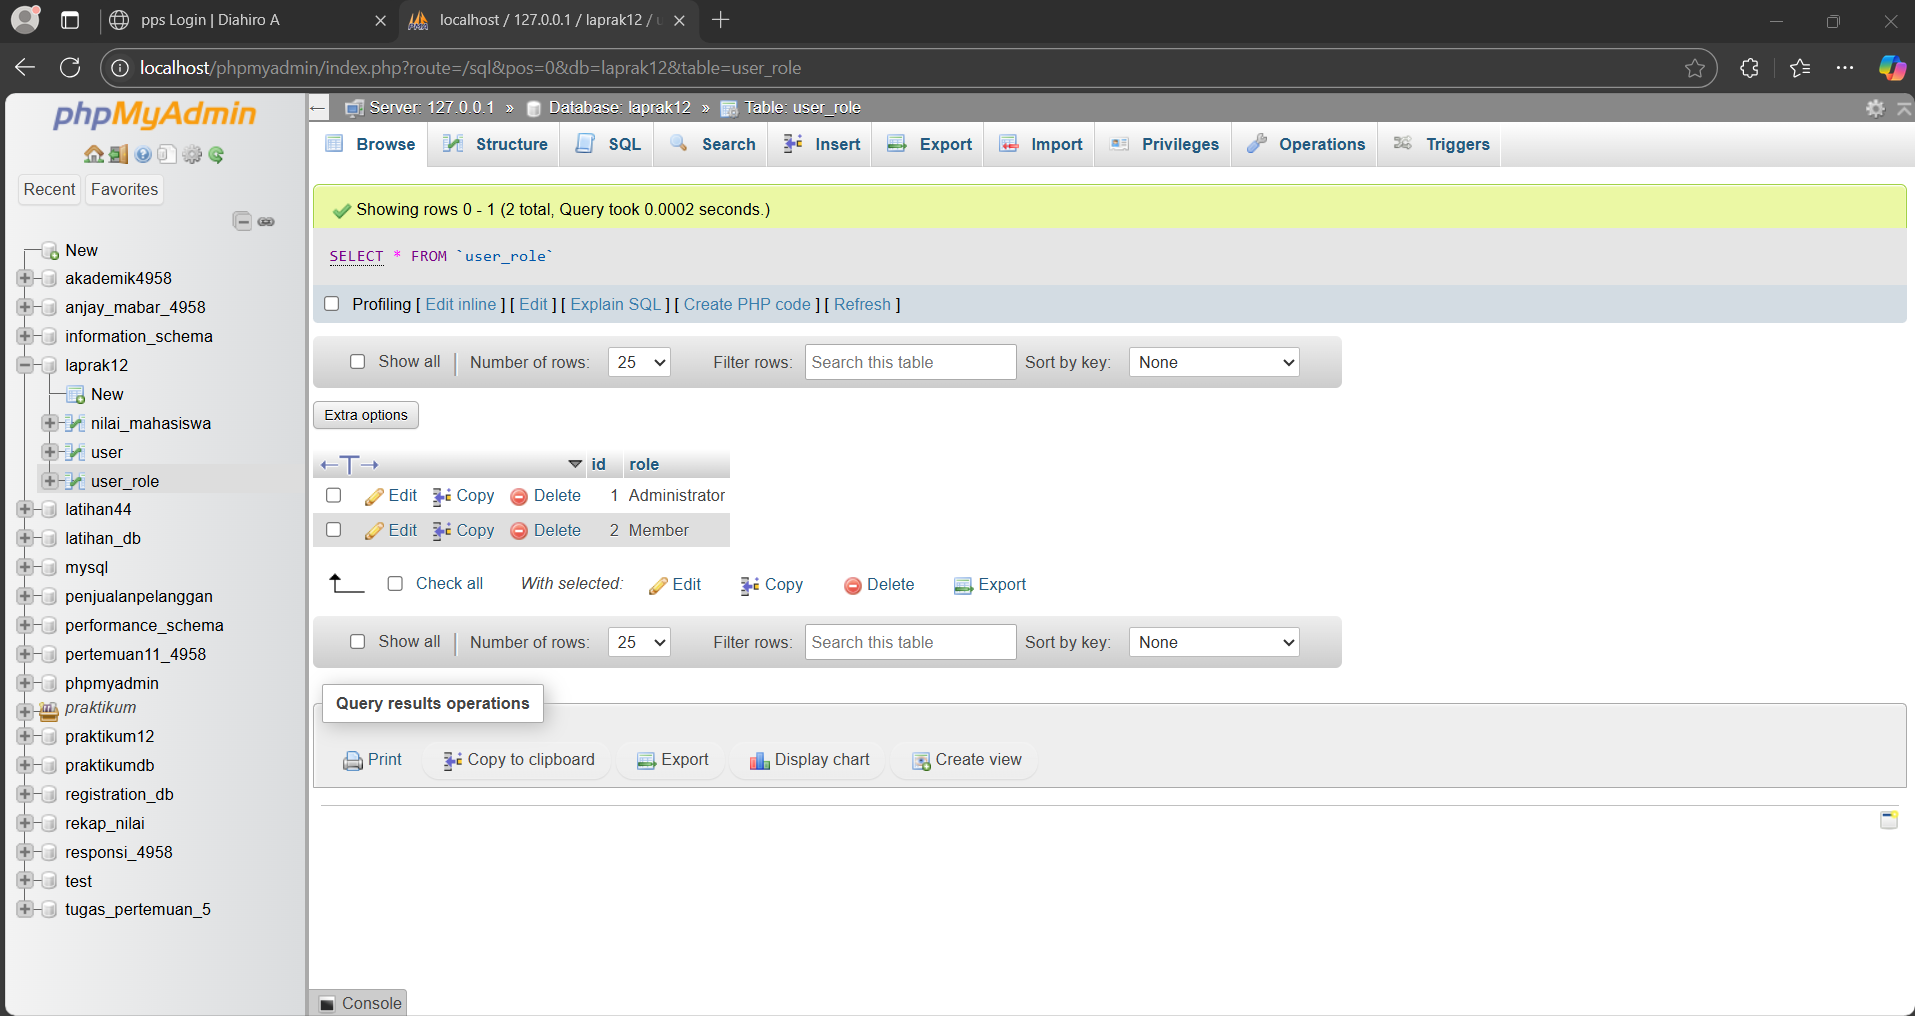 pps Login | Diahiro A
localhost / 127.0.0.1 / laprak12 / u
localhost/phpmyadmin/index.php?route=/sql&pos=0&db=laprak12&table=user_role
phpMyAdmin
Recent
Favorites
New
akademik4958
anjay_mabar_4958
information_schema
laprak12
New
nilai_mahasiswa
user
user_role
latihan44
latihan_db
mysql
penjualanpelanggan
performance_schema
pertemuan11_4958
phpmyadmin
praktikum
praktikum12
praktikumdb
registration_db
rekap_nilai
responsi_4958
test
tugas_pertemuan_5
Server: 127.0.0.1 » Database: laprak12 » Table: user_role
Browse Structure SQL Search Insert Export Import Privileges Operations Triggers
Showing rows 0 - 1 (2 total, Query took 0.0002 seconds.)
SELECT * FROM `user_role`
Profiling [ Edit inline ] [ Edit ] [ Explain SQL ] [ Create PHP code ] [ Refresh ]
Show all Number of rows: 25 Filter rows: Search this table Sort by key: None
Extra options
id role
Edit Copy Delete 1 Administrator
Edit Copy Delete 2 Member
Check all With selected: Edit Copy Delete Export
Show all Number of rows: 25 Filter rows: Search this table Sort by key: None
Query results operations
Print Copy to clipboard Export Display chart Create view
Console